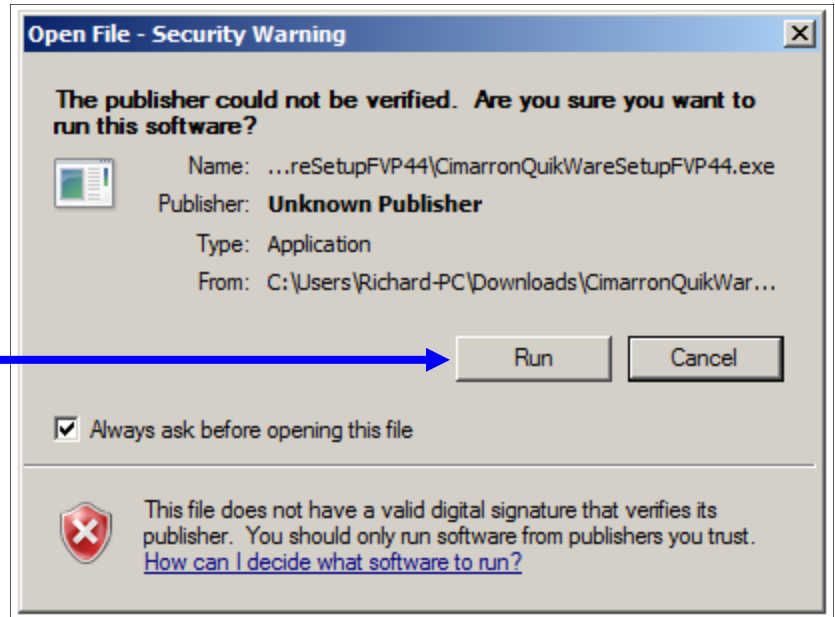 Open File - Security Warning
The publisher could not be verified.  Are you sure you want to
run this software?
Name: ...reSetupFVP44\CimarronQuikWareSetupFVP44.exe
Publisher: Unknown Publisher
Type: Application
From: C:\Users\Richard-PC\Downloads\CimarronQuikWar...
Run Cancel
Always ask before opening this file
This file does not have a valid digital signature that verifies its
publisher.  You should only run software from publishers you trust.
How can I decide what software to run?